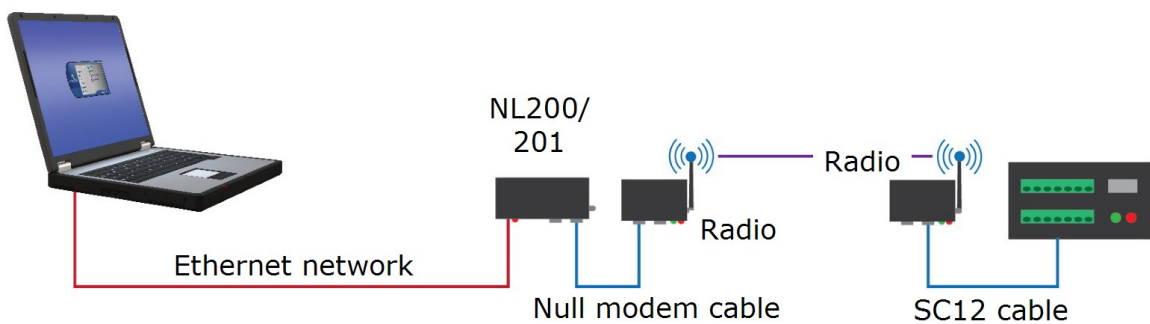 NL200/
201
Radio
Radio
Ethernet network
Null modem cable
SC12 cable